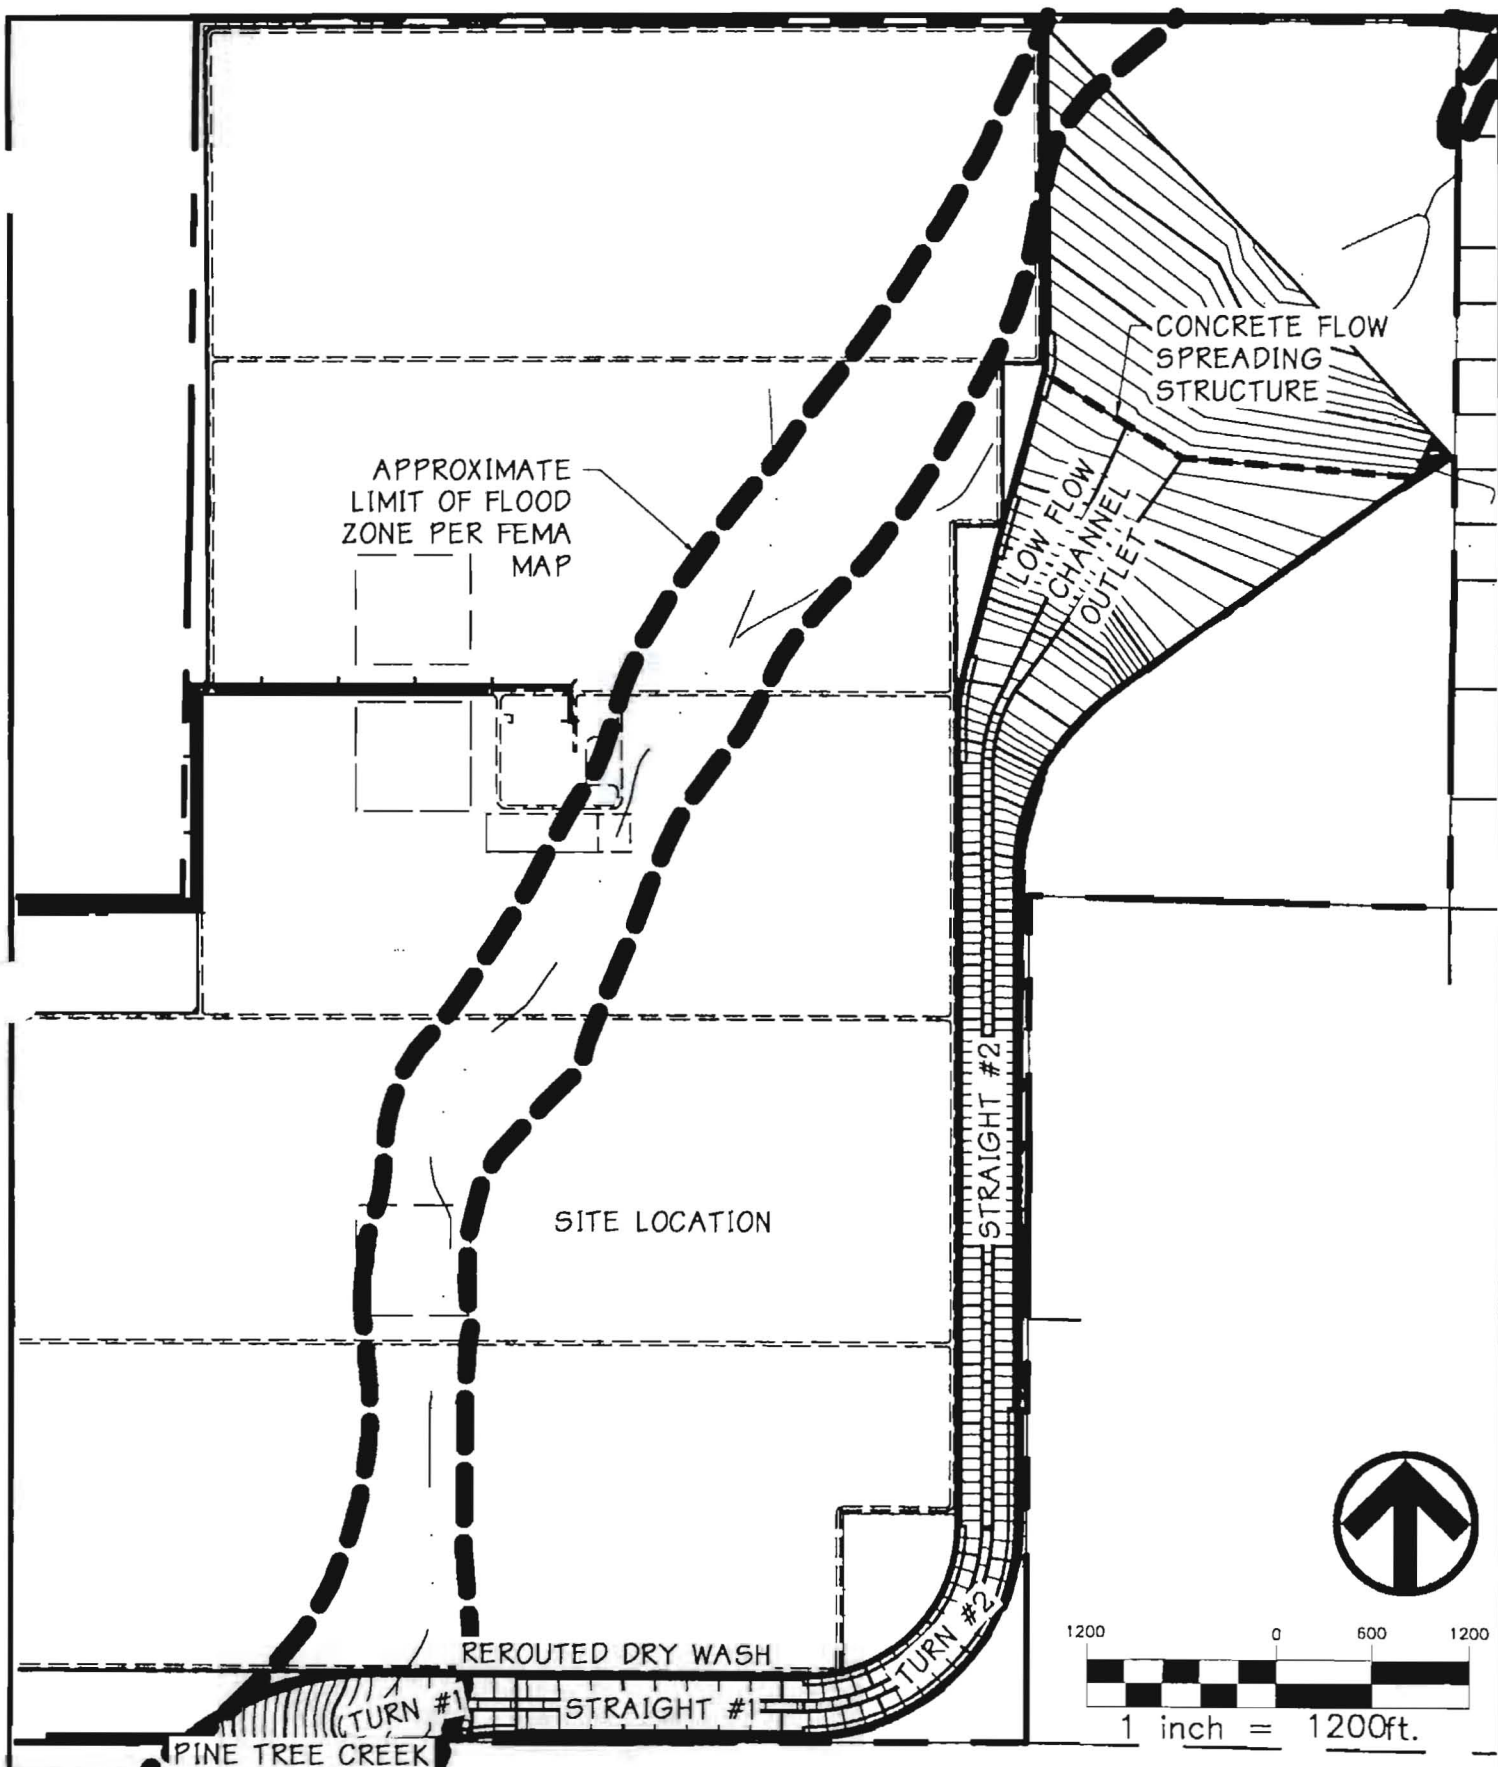 CONCRETE FLOW
SPREADING
STRUCTURE
APPROXIMATE
LIMIT OF FLOOD
ZONE PER FEMA
MAP
LOW FLOW
CHANNEL
OUTLET
STRAIGHT #2
SITE LOCATION
TURN #2
REROUTED DRY WASH
TURN #1
STRAIGHT #1
PINE TREE CREEK
1200 0 600 1200
1 inch = 1200ft.